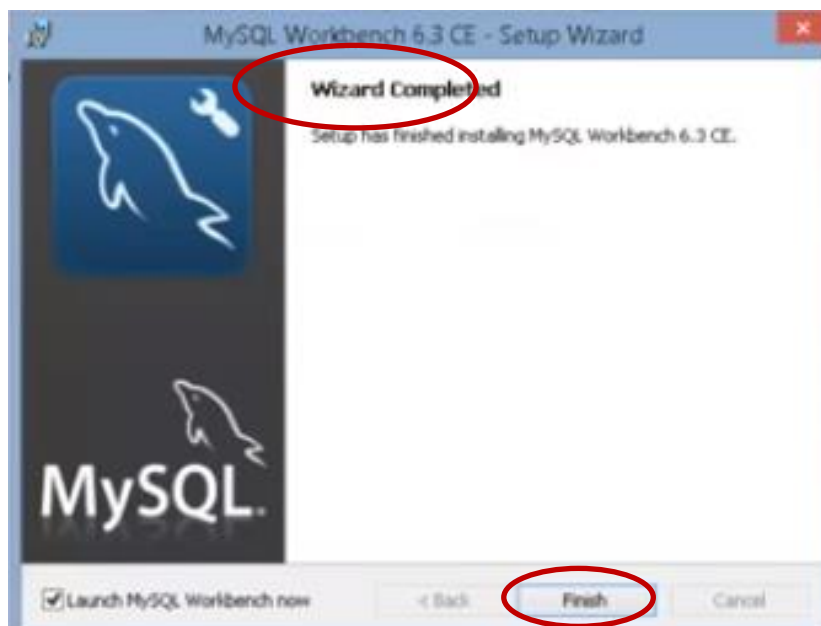 MySQL Workbench 6.3 CE - Setup Wizard
Wizard Completed
Setup has finished installing MySQL Workbench 6.3 CE.
MySQL.
Launch MySQL Workbench now
< Back
Finish
Cancel